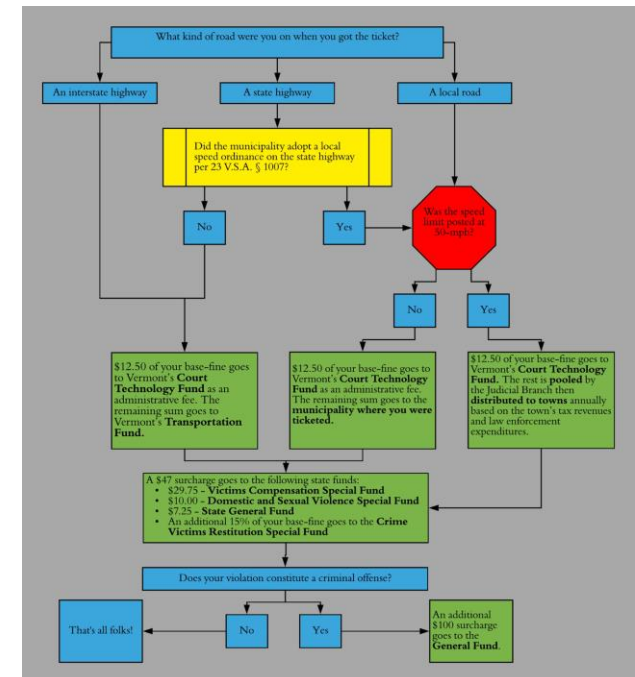 What kind of road were you on when you got the ticket?
An interstate highway
A state highway
A local road
Did the municipality adopt a local
speed ordinance on the state highway
per 23 V.S.A. § 1007?
No
Yes
Was the speed
limit posted at
50-mph?
No
Yes
$12.50 of your base-fine goes
to Vermont's Court
Technology Fund as an
administrative fee. The
remaining sum goes to
Vermont's Transportation
Fund.
$12.50 of your base-fine goes
to Vermont's Court Technology
Fund as an administrative fee.
The remaining sum goes to the
municipality where you were
ticketed.
$12.50 of your base-fine goes to
Vermont's Court Technology
Fund. The rest is pooled by
the Judicial Branch then
distributed to towns annually
based on the town's tax revenues
and law enforcement
expenditures.
A $47 surcharge goes to the following state funds:
• $29.75 – Victims Compensation Special Fund
• $10.00 – Domestic and Sexual Violence Special Fund
• $7.25 – State General Fund
• An additional 15% of your base-fine goes to the Crime
Victims Restitution Special Fund
Does your violation constitute a criminal offense?
That's all folks!
No
Yes
An additional
$100 surcharge
goes to the
General Fund.